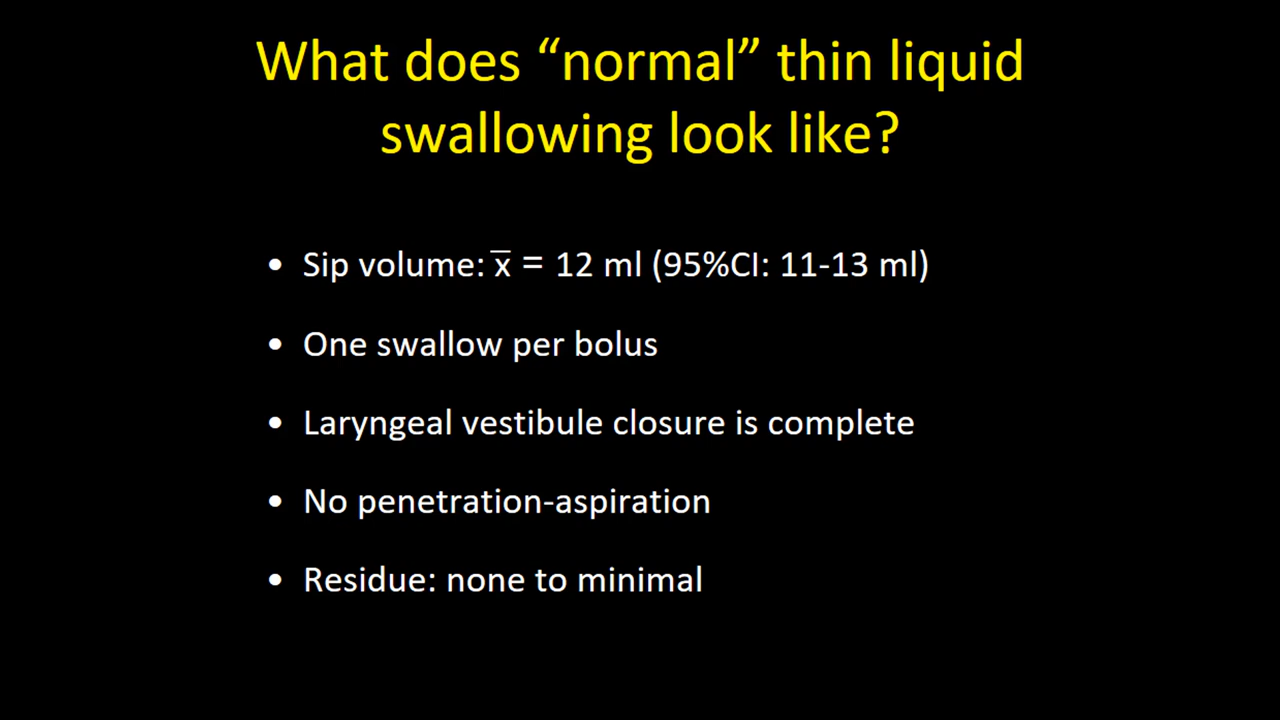 What does “normal” thin liquid
swallowing look like?
• Sip volume: x̅ = 12 ml (95%CI: 11-13 ml)
• One swallow per bolus
• Laryngeal vestibule closure is complete
• No penetration-aspiration
• Residue: none to minimal